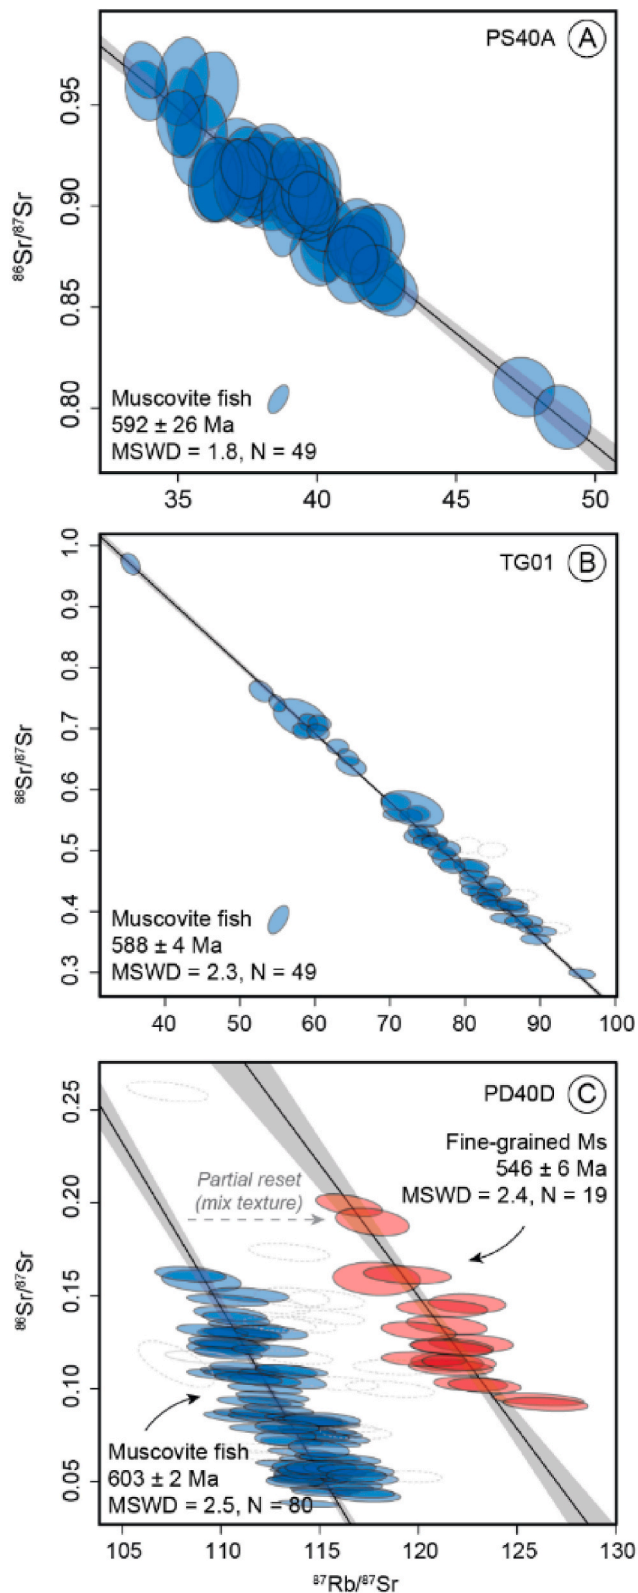 PS40A A
⁸⁶Sr/⁸⁷Sr
0.95
0.90
0.85
0.80
Muscovite fish
592 ± 26 Ma
MSWD = 1.8, N = 49
35 40 45 50
TG01 B
⁸⁶Sr/⁸⁷Sr
1.0
0.9
0.8
0.7
0.6
0.5
0.4
0.3
Muscovite fish
588 ± 4 Ma
MSWD = 2.3, N = 49
40 50 60 70 80 90 100
PD40D C
⁸⁶Sr/⁸⁷Sr
0.25
0.20
0.15
0.10
0.05
Fine-grained Ms
546 ± 6 Ma
MSWD = 2.4, N = 19
Partial reset
(mix texture)
Muscovite fish
603 ± 2 Ma
MSWD = 2.5, N = 80
105 110 115 120 125 130
⁸⁷Rb/⁸⁷Sr